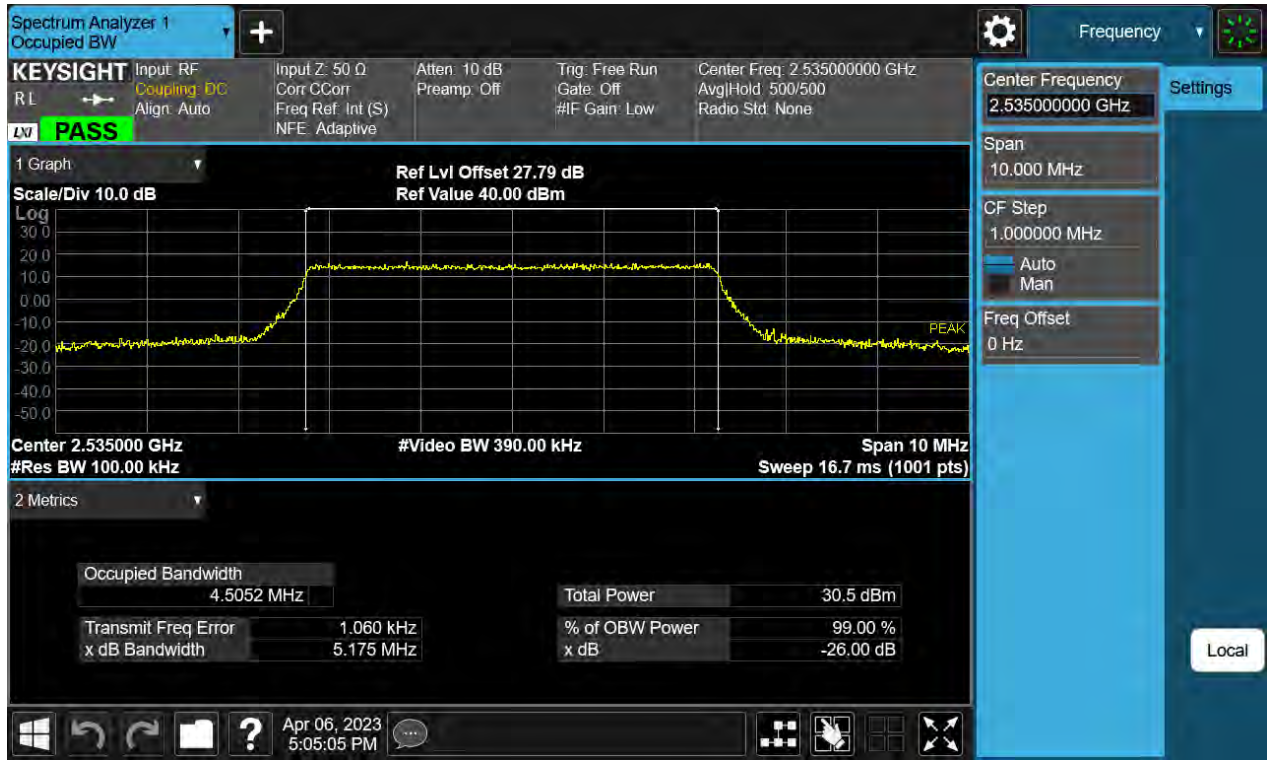 Spectrum Analyzer 1
Occupied BW
Frequency
KEYSIGHT
RL
LXI
PASS
Input: RF
Coupling: DC
Align: Auto
Input Z: 50 Ω
Corr CCorr
Freq Ref: Int (S)
NFE: Adaptive
Atten: 10 dB
Preamp: Off
Trig: Free Run
Gate: Off
#IF Gain: Low
Center Freq: 2.535000000 GHz
Avg|Hold: 500/500
Radio Std: None
Center Frequency
2.535000000 GHz
Settings
Span
10.000 MHz
CF Step
1.000000 MHz
Auto
Man
Freq Offset
0 Hz
Local
1 Graph
Scale/Div 10.0 dB
Ref Lvl Offset 27.79 dB
Ref Value 40.00 dBm
Log
30.0
20.0
10.0
0.00
-10.0
-20.0
-30.0
-40.0
-50.0
PEAK
Center 2.535000 GHz
#Video BW 390.00 kHz
Span 10 MHz
#Res BW 100.00 kHz
Sweep 16.7 ms (1001 pts)
2 Metrics
Occupied Bandwidth
4.5052 MHz
Total Power 30.5 dBm
Transmit Freq Error 1.060 kHz
% of OBW Power 99.00 %
x dB Bandwidth 5.175 MHz
x dB -26.00 dB
?
Apr 06, 2023
5:05:05 PM